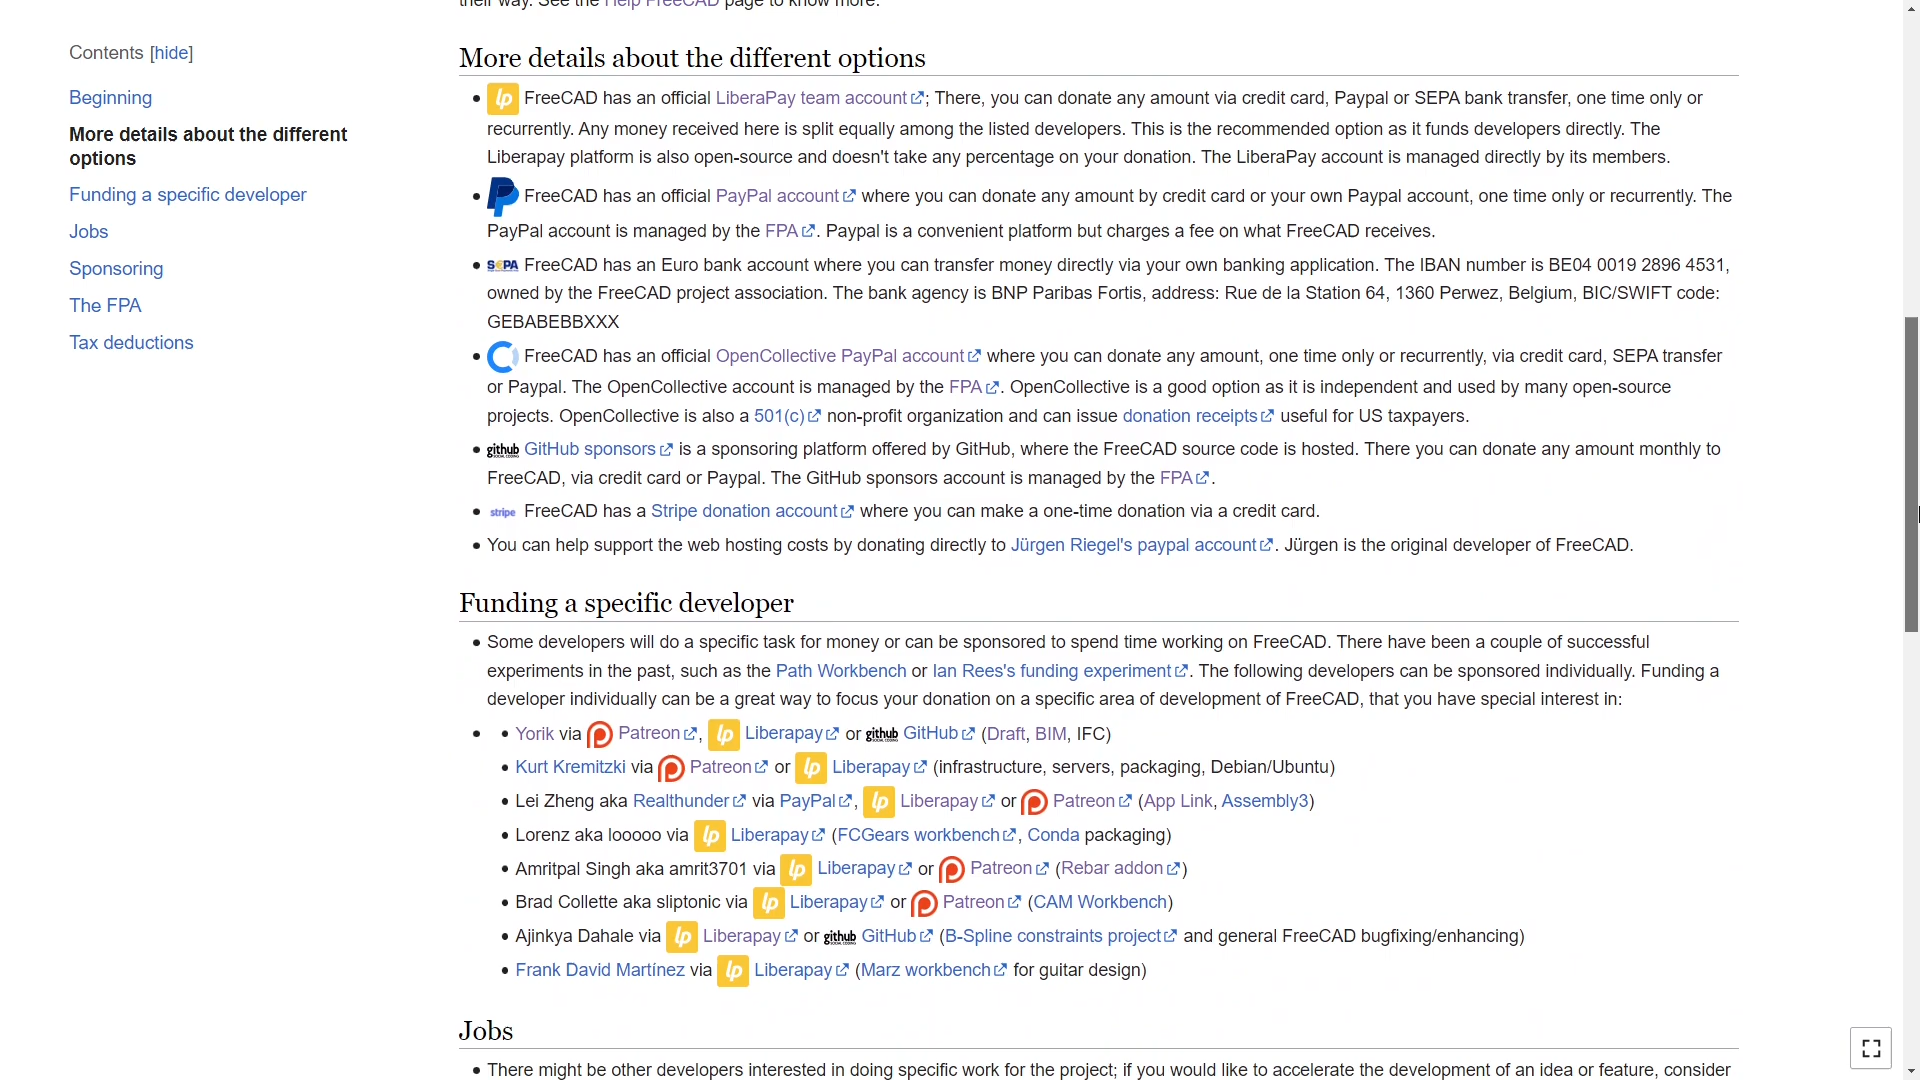 their way. See the Help FreeCAD page to know more.
Contents [hide]
Beginning
More details about the different
options
Funding a specific developer
Jobs
Sponsoring
The FPA
Tax deductions
More details about the different options
lp FreeCAD has an official LiberaPay team account; There, you can donate any amount via credit card, Paypal or SEPA bank transfer, one time only or
recurrently. Any money received here is split equally among the listed developers. This is the recommended option as it funds developers directly. The
Liberapay platform is also open-source and doesn't take any percentage on your donation. The LiberaPay account is managed directly by its members.
FreeCAD has an official PayPal account where you can donate any amount by credit card or your own Paypal account, one time only or recurrently. The
PayPal account is managed by the FPA. Paypal is a convenient platform but charges a fee on what FreeCAD receives.
S€PA FreeCAD has an Euro bank account where you can transfer money directly via your own banking application. The IBAN number is BE04 0019 2896 4531,
owned by the FreeCAD project association. The bank agency is BNP Paribas Fortis, address: Rue de la Station 64, 1360 Perwez, Belgium, BIC/SWIFT code:
GEBABEBBXXX
FreeCAD has an official OpenCollective PayPal account where you can donate any amount, one time only or recurrently, via credit card, SEPA transfer
or Paypal. The OpenCollective account is managed by the FPA. OpenCollective is a good option as it is independent and used by many open-source
projects. OpenCollective is also a 501(c) non-profit organization and can issue donation receipts useful for US taxpayers.
github GitHub sponsors is a sponsoring platform offered by GitHub, where the FreeCAD source code is hosted. There you can donate any amount monthly to
FreeCAD, via credit card or Paypal. The GitHub sponsors account is managed by the FPA.
stripe FreeCAD has a Stripe donation account where you can make a one-time donation via a credit card.
You can help support the web hosting costs by donating directly to Jürgen Riegel's paypal account. Jürgen is the original developer of FreeCAD.
Funding a specific developer
Some developers will do a specific task for money or can be sponsored to spend time working on FreeCAD. There have been a couple of successful
experiments in the past, such as the Path Workbench or Ian Rees's funding experiment. The following developers can be sponsored individually. Funding a
developer individually can be a great way to focus your donation on a specific area of development of FreeCAD, that you have special interest in:
Yorik via Patreon, lp Liberapay or github GitHub (Draft, BIM, IFC)
Kurt Kremitzki via Patreon or lp Liberapay (infrastructure, servers, packaging, Debian/Ubuntu)
Lei Zheng aka Realthunder via PayPal, lp Liberapay or Patreon (App Link, Assembly3)
Lorenz aka looooo via lp Liberapay (FCGears workbench, Conda packaging)
Amritpal Singh aka amrit3701 via lp Liberapay or Patreon (Rebar addon)
Brad Collette aka sliptonic via lp Liberapay or Patreon (CAM Workbench)
Ajinkya Dahale via lp Liberapay or github GitHub (B-Spline constraints project and general FreeCAD bugfixing/enhancing)
Frank David Martínez via lp Liberapay (Marz workbench for guitar design)
Jobs
There might be other developers interested in doing specific work for the project; if you would like to accelerate the development of an idea or feature, consider